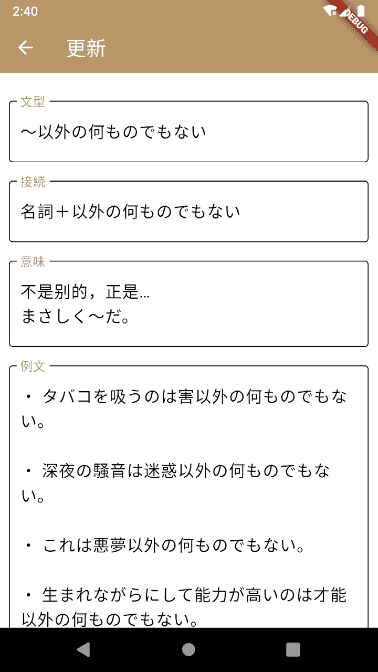 2:40
DEBUG
更新
文型
～以外の何ものでもない
接続
名詞＋以外の何ものでもない
意味
不是别的，正是…
まさしく～だ。
例文
・ タバコを吸うのは害以外の何ものでもな
い。
・ 深夜の騒音は迷惑以外の何ものでもな
い。
・ これは悪夢以外の何ものでもない。
・ 生まれながらにして能力が高いのは才能
以外の何ものでもない。